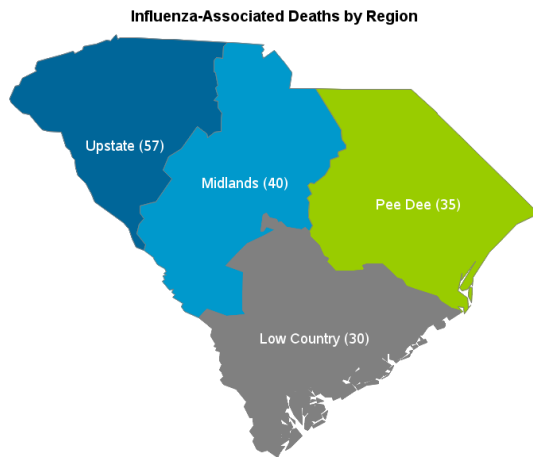 Influenza-Associated Deaths by Region
Upstate (57)
Midlands (40)
Pee Dee (35)
Low Country (30)